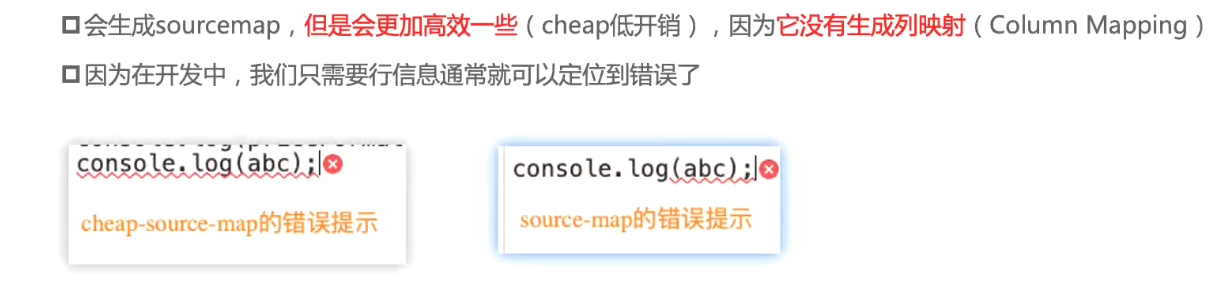 会生成sourcemap，但是会更加高效一些（cheap低开销），因为它没有生成列映射（Column Mapping）
因为在开发中，我们只需要行信息通常就可以定位到错误了
console.log(abc);
cheap-source-map的错误提示
console.log(abc);
source-map的错误提示